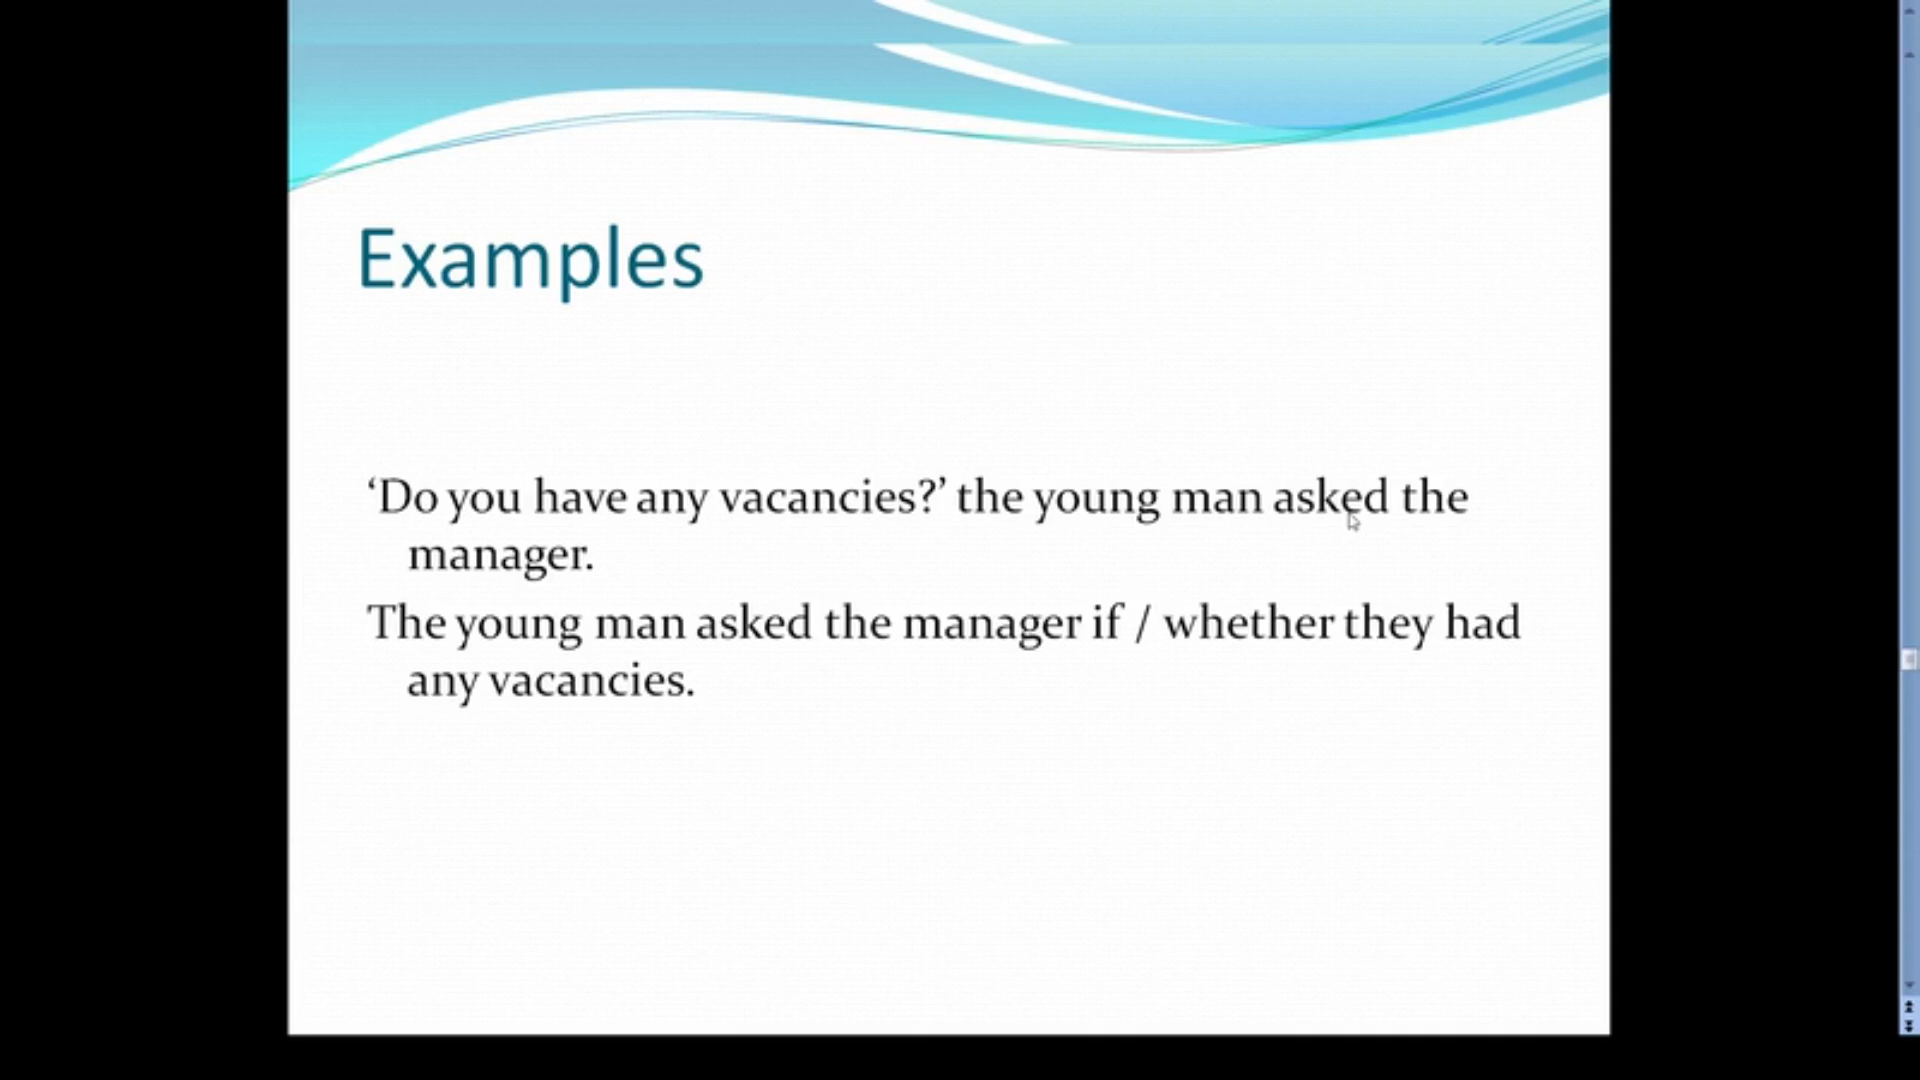 Examples
‘Do you have any vacancies?’ the young man asked the
manager.
The young man asked the manager if / whether they had
any vacancies.